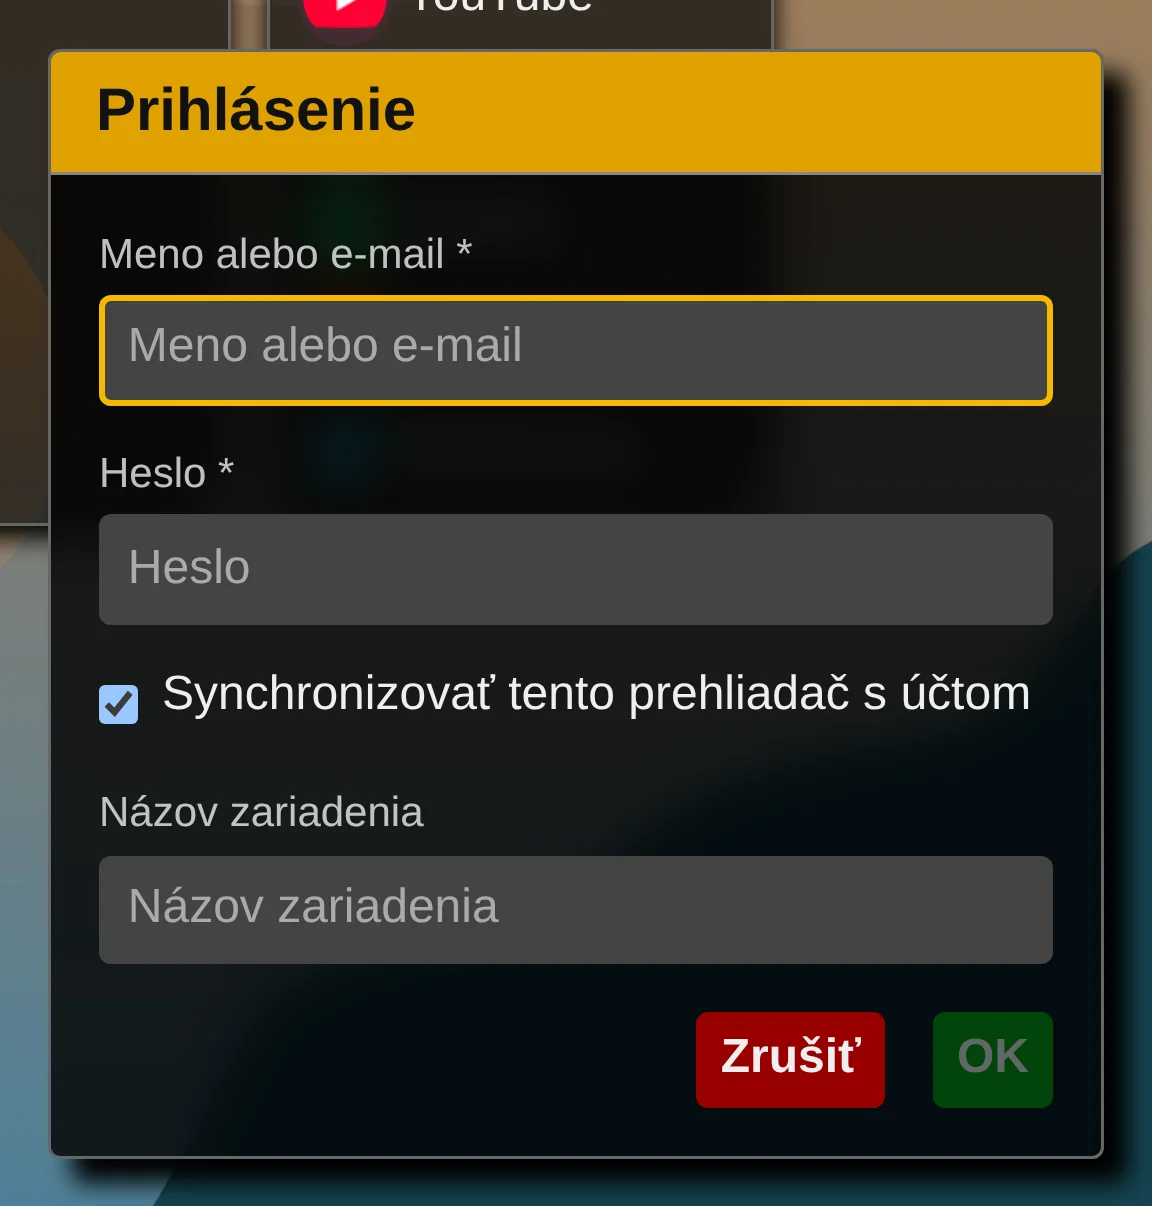 YouTube
Prihlásenie
Meno alebo e-mail *
Meno alebo e-mail
Heslo *
Heslo
Synchronizovať tento prehliadač s účtom
Názov zariadenia
Názov zariadenia
Zrušiť OK